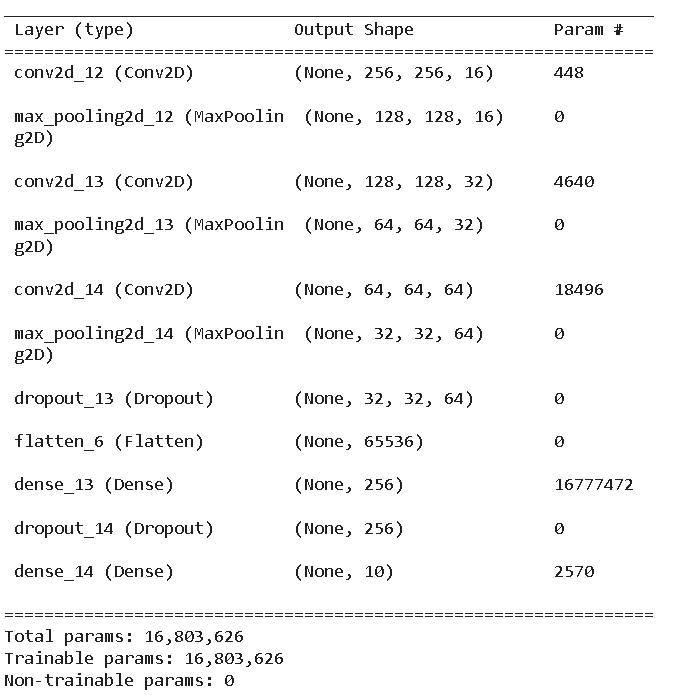 Layer (type) Output Shape Param #
=================================================================
conv2d_12 (Conv2D) (None, 256, 256, 16) 448
max_pooling2d_12 (MaxPoolin (None, 128, 128, 16) 0
g2D)
conv2d_13 (Conv2D) (None, 128, 128, 32) 4640
max_pooling2d_13 (MaxPoolin (None, 64, 64, 32) 0
g2D)
conv2d_14 (Conv2D) (None, 64, 64, 64) 18496
max_pooling2d_14 (MaxPoolin (None, 32, 32, 64) 0
g2D)
dropout_13 (Dropout) (None, 32, 32, 64) 0
flatten_6 (Flatten) (None, 65536) 0
dense_13 (Dense) (None, 256) 16777472
dropout_14 (Dropout) (None, 256) 0
dense_14 (Dense) (None, 10) 2570
=================================================================
Total params: 16,803,626
Trainable params: 16,803,626
Non-trainable params: 0